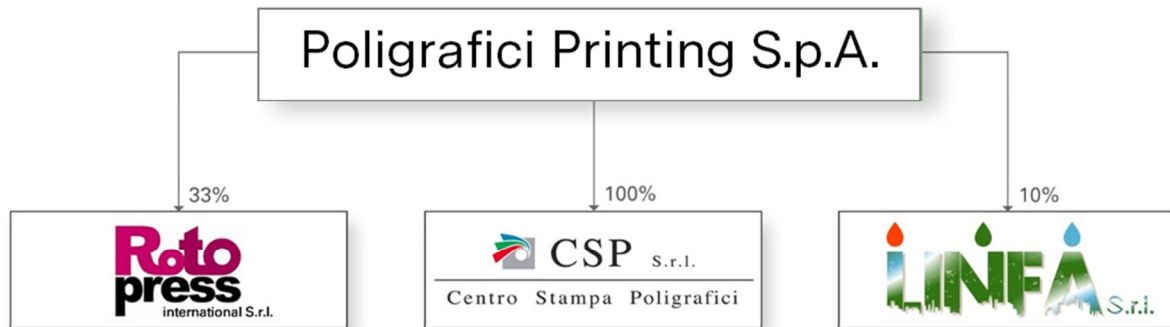 Poligrafici Printing S.p.A.
33%
100%
10%
Roto
press
international S.r.l.
CSP S.r.l.
Centro Stampa Poligrafici
LINFA S.r.l.